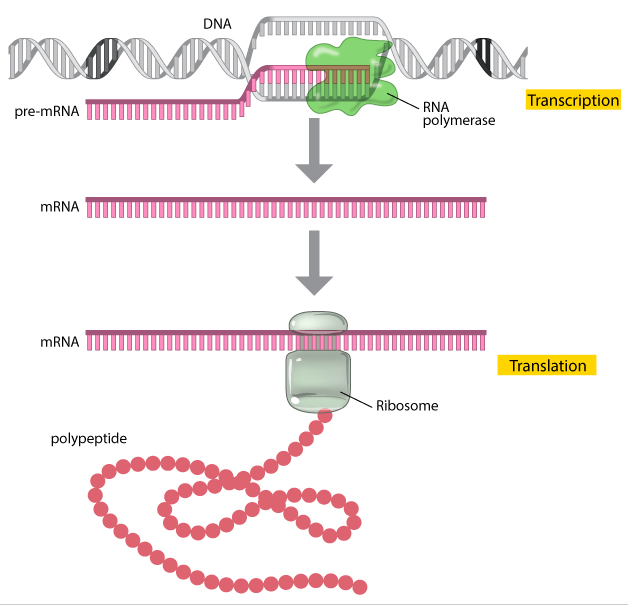 DNA
Transcription
pre-mRNA
RNA
polymerase
mRNA
mRNA
Translation
Ribosome
polypeptide